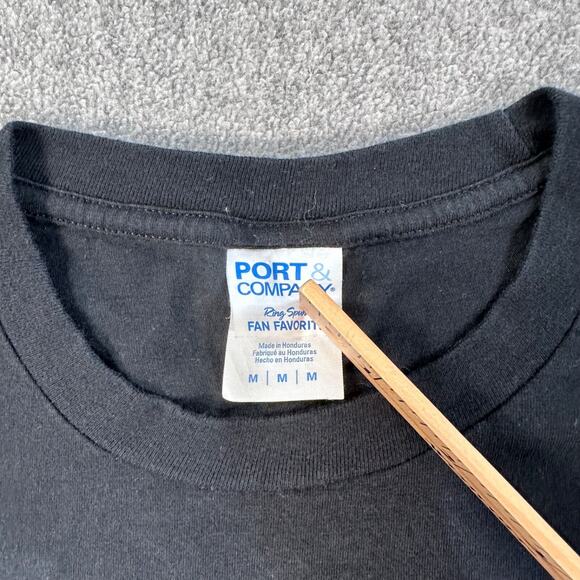 PORT &
COMPANY®
Ring Spun
FAN FAVORITE
Made in Honduras
Fabriqué au Honduras
Hecho en Honduras
M | M | M